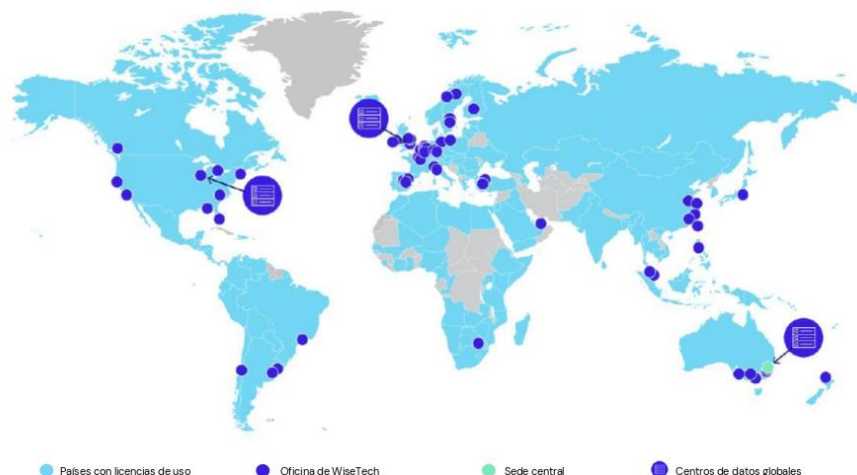 Países con licencias de uso
Oficina de WiseTech
Sede central
Centros de datos globales